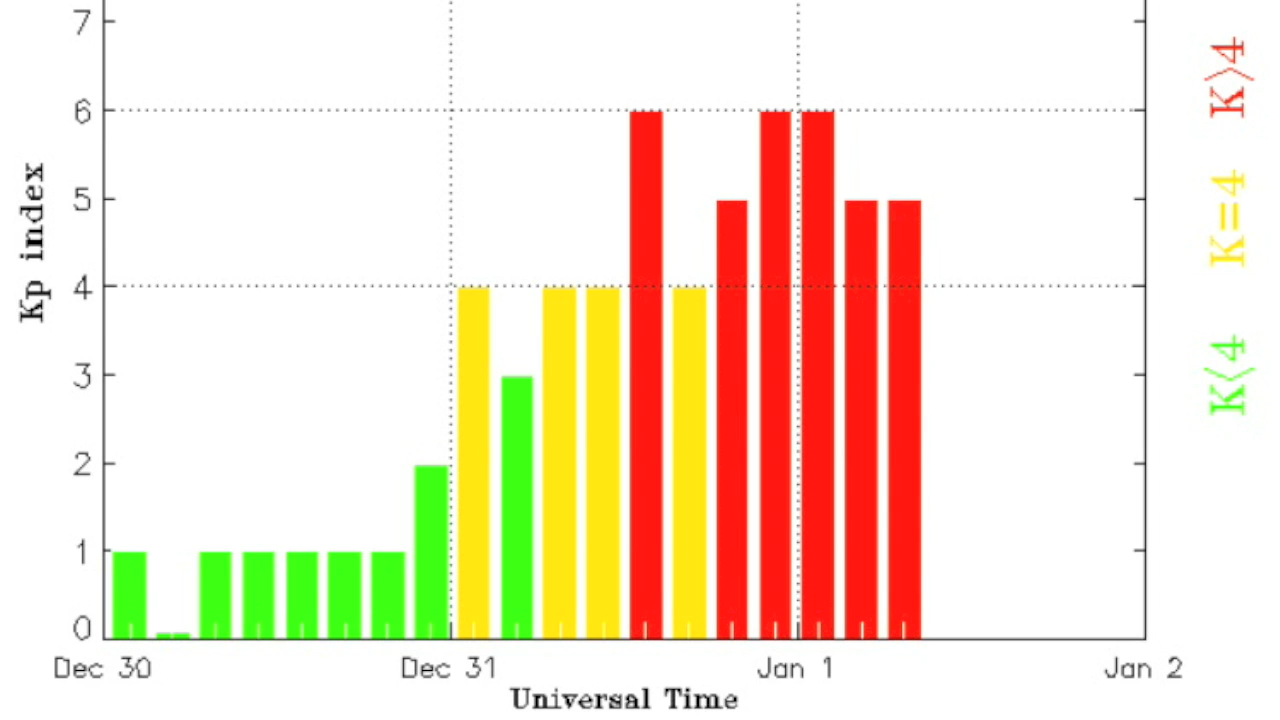 7
6
5
4
3
2
1
0
Kp index
Dec 30 Dec 31 Jan 1 Jan 2
Universal Time
K>4
K=4
K<4